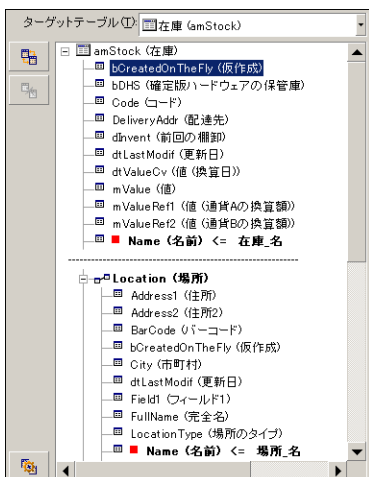 ターゲットテーブル(T): 在庫 (amStock)
amStock (在庫)
bCreatedOnTheFly (仮作成)
bDHS (確定版ハードウェアの保管庫)
Code (コード)
DeliveryAddr (配達先)
dInvent (前回の棚卸)
dtLastModif (更新日)
dtValueCv (値 (換算日))
mValue (値)
mValueRef1 (値 (通貨Aの換算額))
mValueRef2 (値 (通貨Bの換算額))
Name (名前) <= 在庫_名
Location (場所)
Address1 (住所)
Address2 (住所2)
BarCode (バーコード)
bCreatedOnTheFly (仮作成)
City (市町村)
dtLastModif (更新日)
Field1 (フィールド1)
FullName (完全名)
LocationType (場所のタイプ)
Name (名前) <= 場所_名